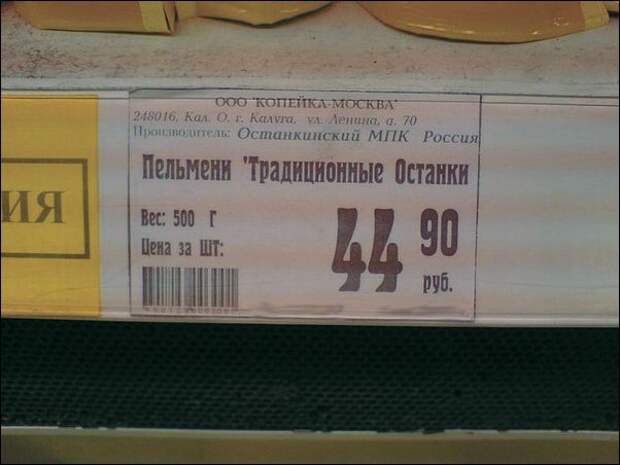 ООО "КОПЕЙКА-МОСКВА"
248016, Кал. О. г. Калуга, ул. Ленина, д. 70
Производитель: Останкинский МПК Россия
Пельмени "Традиционные Останки
Вес: 500 Г
Цена за ШТ:
44 90
руб.
ИЯ